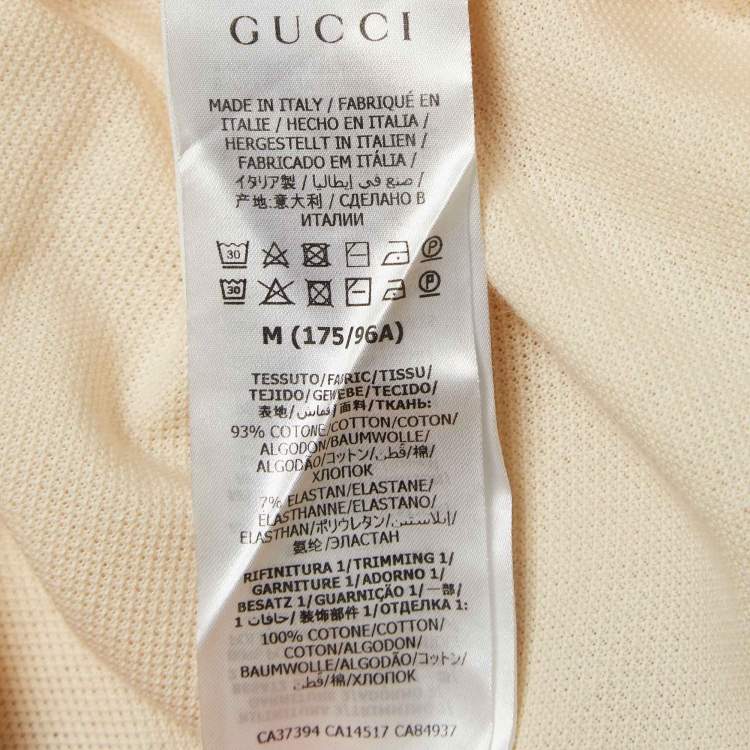 GUCCI
MADE IN ITALY / FABRIQUÉ EN
ITALIE / HECHO EN ITALIA /
HERGESTELLT IN ITALIEN /
FABRICADO EM ITÁLIA /
イタリア製 / صنع في إيطاليا /
产地:意大利 / СДЕЛАНО В
ИТАЛИИ
30
30
M (175/96A)
TESSUTO/FABRIC/TISSU/
TEJIDO/GEWEBE/TECIDO/
表地/قماش/面料/ТКАНЬ:
93% COTONE/COTTON/COTON/
ALGODON/BAUMWOLLE/
ALGODÃO/コットン/قطن/棉/
ХЛОПОК
7% ELASTAN/ELASTANE/
ELASTHANNE/ELASTANO/
ELASTHAN/ポリウレタン/إيلاستين/
氨纶/ЭЛАСТАН
RIFINITURA 1/TRIMMING 1/
GARNITURE 1/ADORNO 1/
BESATZ 1/GUARNIÇÃO 1/一部/
حافات 1/装饰部件 1/ОТДЕЛКА 1:
100% COTONE/COTTON/
COTON/ALGODON/
BAUMWOLLE/ALGODÃO/コットン/
قطن/棉/ХЛОПОК
CA37394 CA14517 CA84937